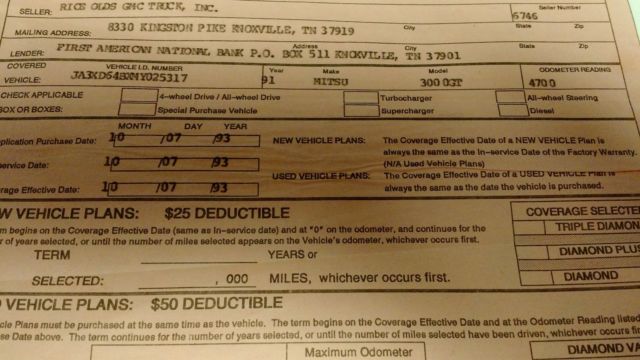 SELLER: RICE OLDS GMC TRUCK, INC. 6746 Seller Number
MAILING ADDRESS: 8330 KINGSTON PIKE KNOXVILLE, TN 37919 City State Zip
LENDER: FIRST AMERICAN NATIONAL BANK P.O. BOX 511 KNOXVILLE, TN 37901 Address City State Zip
COVERED VEHICLE: VEHICLE I.D. NUMBER Year Make Model ODOMETER READING
91 MITSU 300 0GT 4700 0
CHECK APPLICABLE 4-wheel Drive / All-wheel Drive Turbocharger All-wheel Steering
BOX OR BOXES: Special Purchase Vehicle Supercharger Diesel
MONTH DAY YEAR
plication Purchase Date: 10 /07 /93 NEW VEHICLE PLANS: The Coverage Effective Date of a NEW VEHICLE Plan is
always the same as the In-service Date of the Factory Warranty.
ervice Date: 10 /07 /93 (N/A Used Vehicle Plans)
USED VEHICLE PLANS: The Coverage Effective Date of a USED VEHICLE Plan is
rage Effective Date: 10 /07 /93 always the same as the date the vehicle is purchased.
W VEHICLE PLANS: $25 DEDUCTIBLE COVERAGE SELECTE
m begins on the Coverage Effective Date (same as In-service date) and at "0" on the odometer, and continues for the TRIPLE DIAMON
r of years selected, or until the number of miles selected appears on the Vehicle's odometer, whichever occurs first.
TERM YEARS or DIAMOND PLUS
SELECTED: , 000 MILES, whichever occurs first. DIAMOND
VEHICLE PLANS: $50 DEDUCTIBLE
cle Plans must be purchased at the same time as the vehicle. The term begins on the Coverage Effective Date and at the Odometer Reading listed
se Date above. The term continues for the number of years selected, or until the number of miles selected have been driven, whichever occurs fir
Maximum Odometer DIAMOND VA